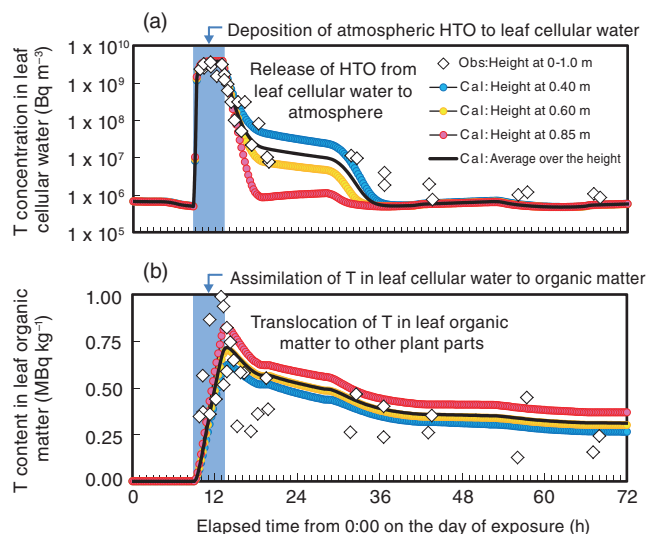 (a)
Deposition of atmospheric HTO to leaf cellular water
T concentration in leaf
cellular water (Bq m⁻³)
1 x 10¹⁰
1 x 10⁹
1 x 10⁸
1 x 10⁷
1 x 10⁶
1 x 10⁵
Release of HTO from
leaf cellular water to
atmosphere
Obs:Height at 0-1.0 m
Cal:Height at 0.40 m
Cal:Height at 0.60 m
Cal:Height at 0.85 m
Cal:Average over the height
(b)
Assimilation of T in leaf cellular water to organic matter
T content in leaf organic
matter (MBq kg⁻¹)
1.00
0.75
0.50
0.25
0.00
Translocation of T in leaf organic
matter to other plant parts
0 12 24 36 48 60 72
Elapsed time from 0:00 on the day of exposure (h)